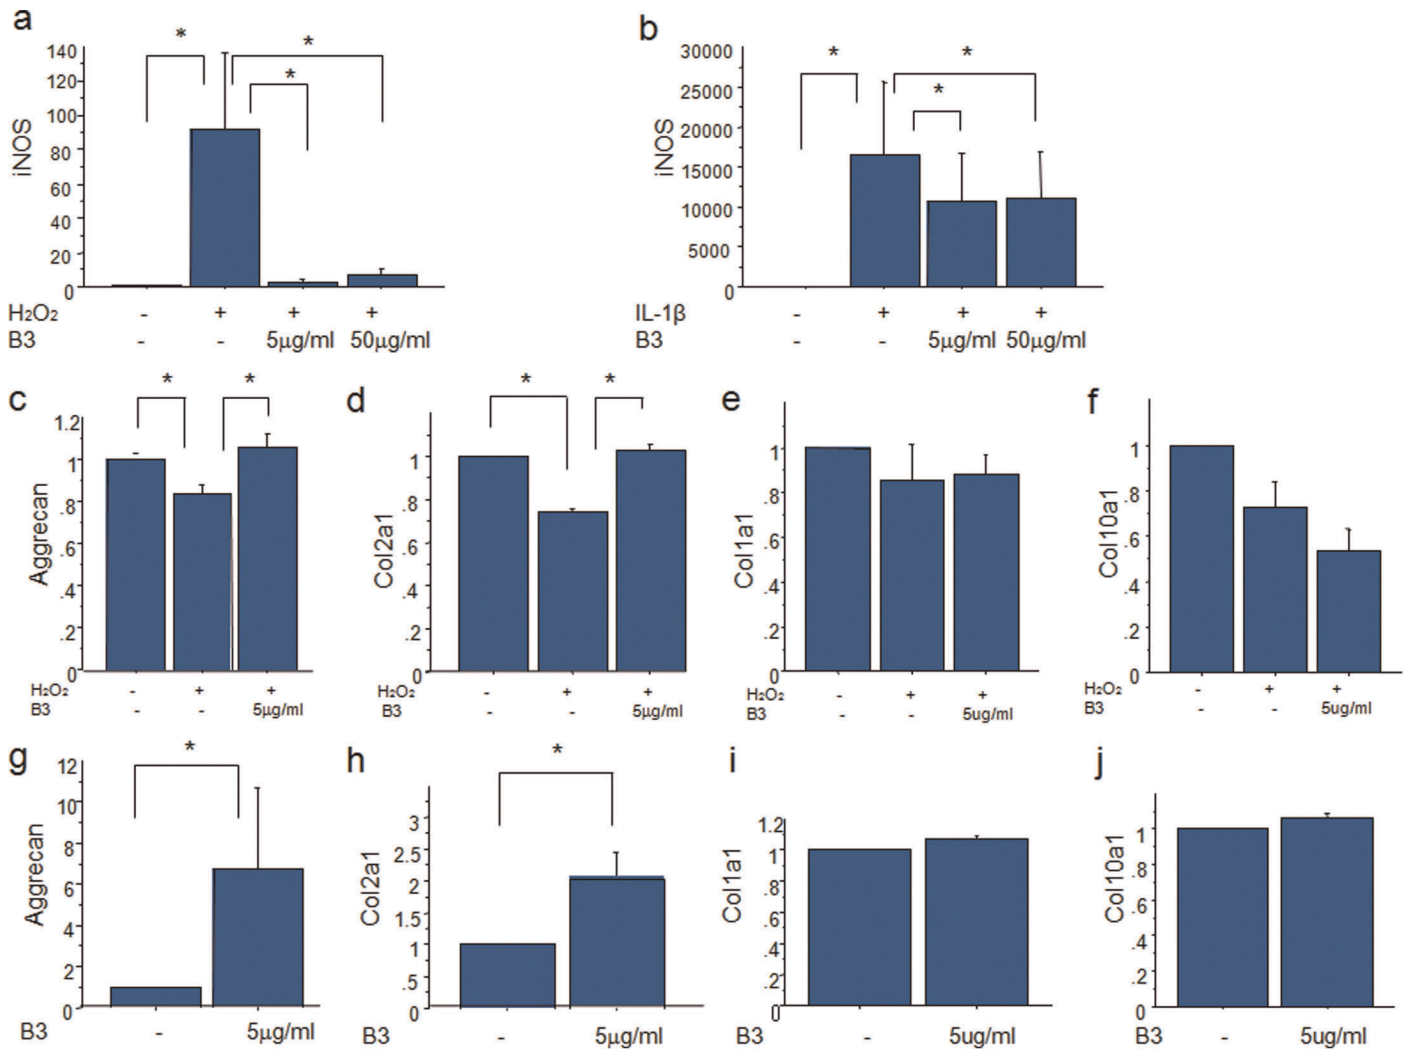 a
*
*
*
iNOS
140
120
100
80
60
40
20
0
H2O2 - + + +
B3 - - 5μg/ml 50μg/ml
b
*
*
*
iNOS
30000
25000
20000
15000
10000
5000
0
IL-1β - + + +
B3 - - 5μg/ml 50μg/ml
c
*
*
Aggrecan
1.2
1
.8
.6
.4
.2
0
H2O2 - + +
B3 - - 5μg/ml
d
*
*
Col2a1
1
.8
.6
.4
.2
0
H2O2 - + +
B3 - - 5μg/ml
e
Col1a1
1
.8
.6
.4
.2
0
H2O2 - + +
B3 - - 5ug/ml
f
Col10a1
1
.8
.6
.4
.2
0
H2O2 - + +
B3 - - 5ug/ml
g
*
Aggrecan
12
10
8
6
4
2
0
B3 - 5μg/ml
h
*
Col2a1
3
2.5
2
1.5
1
.5
0
B3 - 5μg/ml
i
Col1a1
1.2
1
.8
.6
.4
.2
0
B3 - 5ug/ml
j
Col10a1
1
.8
.6
.4
.2
0
B3 - 5ug/ml